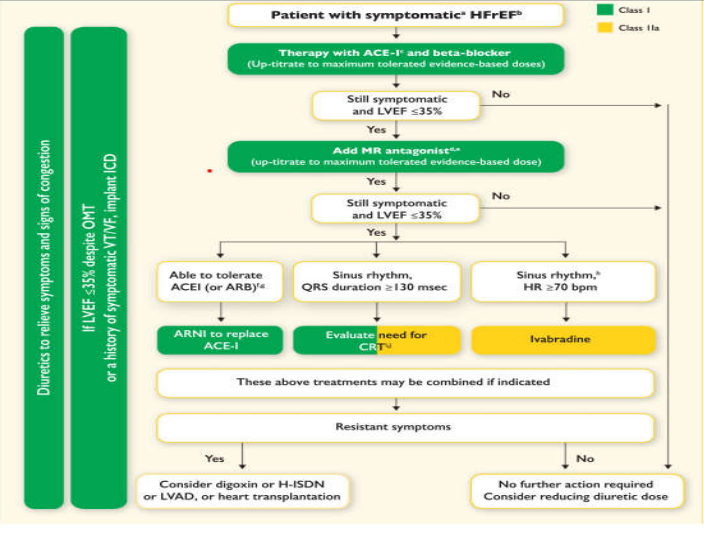 Patient with symptomaticᵃ HFrEFᵇ
Class I
Class IIa
Therapy with ACE-Iᶜ and beta-blocker
(Up-titrate to maximum tolerated evidence-based doses)
Still symptomatic
and LVEF ≤35%
No
Yes
Add MR antagonistᵈ,ᵉ
(up-titrate to maximum tolerated evidence-based dose)
Yes
Still symptomatic
and LVEF ≤35%
No
Yes
Able to tolerate
ACEI (or ARB)ᶠ,ᵍ
Sinus rhythm,
QRS duration ≥130 msec
Sinus rhythm,ʰ
HR ≥70 bpm
ARNI to replace
ACE-I
Evaluate need for
CRTⁱ,ʲ
Ivabradine
These above treatments may be combined if indicated
Resistant symptoms
Yes
No
Consider digoxin or H-ISDN
or LVAD, or heart transplantation
No further action required
Consider reducing diuretic dose
Diuretics to relieve symptoms and signs of congestion
If LVEF ≤35% despite OMT
or a history of symptomatic VT/VF, implant ICD